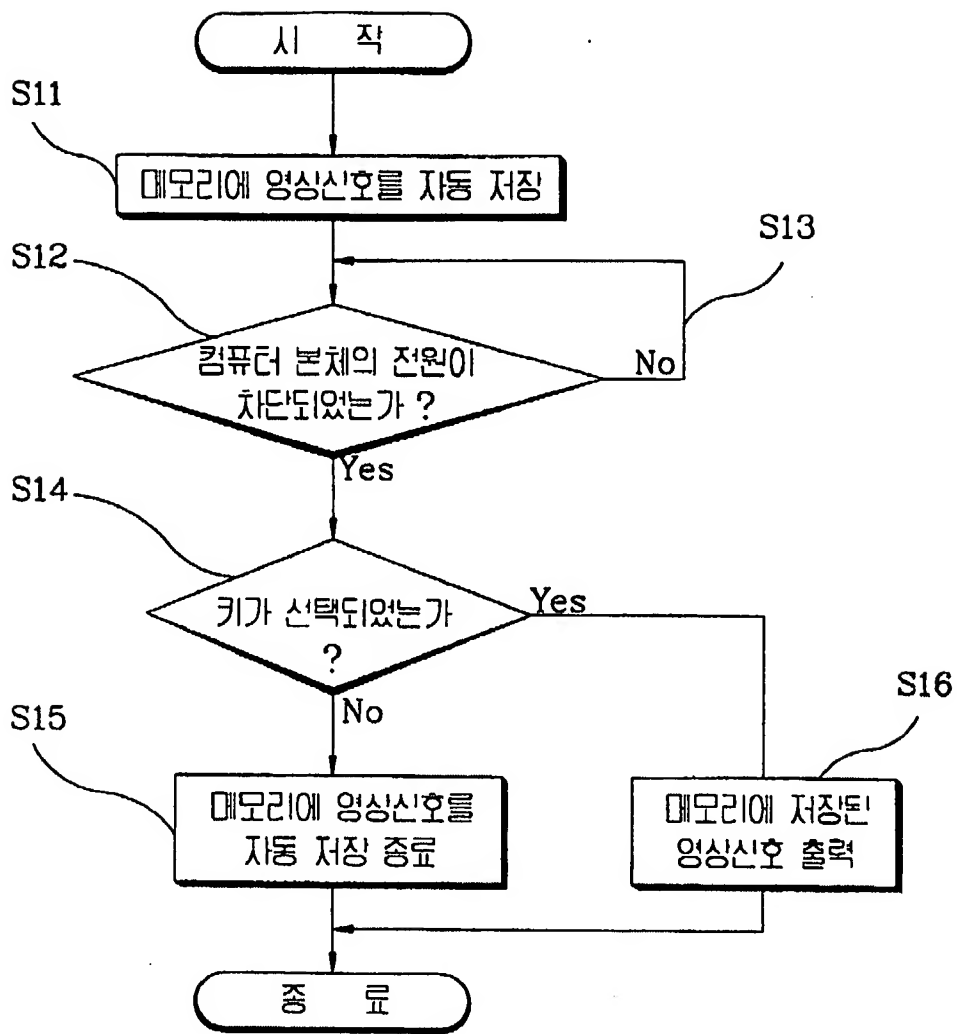 시 작
S11
메모리에 영상신호를 자동 저장
S13
S12
컴퓨터 본체의 전원이
차단되었는가 ?
No
Yes
S14
키가 선택되었는가
?
Yes
No
S16
S15
메모리에 영상신호를
자동 저장 종료
메모리에 저장된
영상신호 출력
종 료